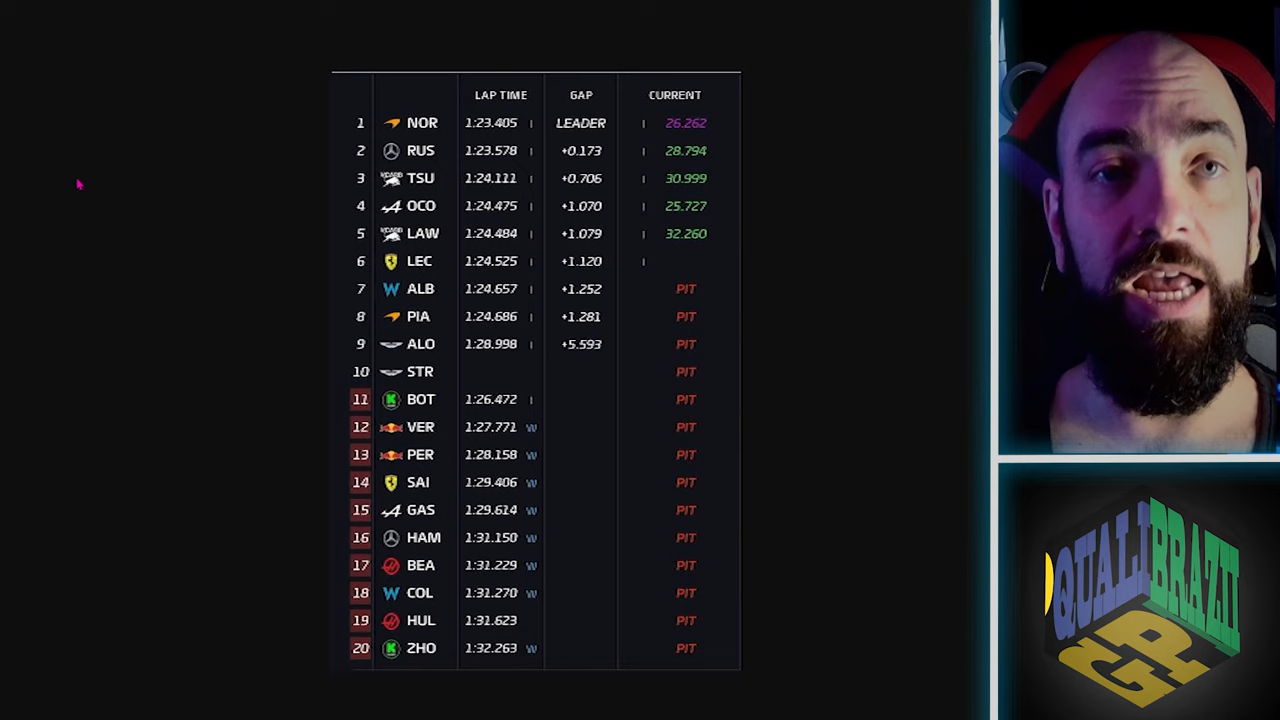 LAP TIME GAP CURRENT
1 NOR 1:23.405 I LEADER I 26.262
2 RUS 1:23.578 I +0.173 I 28.794
3 TSU 1:24.111 I +0.706 I 30.999
4 OCO 1:24.475 I +1.070 I 25.727
5 LAW 1:24.484 I +1.079 I 32.260
6 LEC 1:24.525 I +1.120 I
7 W ALB 1:24.657 I +1.252 PIT
8 PIA 1:24.686 I +1.281 PIT
9 ALO 1:28.998 I +5.593 PIT
10 STR PIT
11 K BOT 1:26.472 I PIT
12 VER 1:27.771 W PIT
13 PER 1:28.158 W PIT
14 SAI 1:29.406 W PIT
15 GAS 1:29.614 W PIT
16 HAM 1:31.150 W PIT
17 BEA 1:31.229 W PIT
18 W COL 1:31.270 W PIT
19 HUL 1:31.623 PIT
20 K ZHO 1:32.263 W PIT
QUALI
BRAZIL
GP